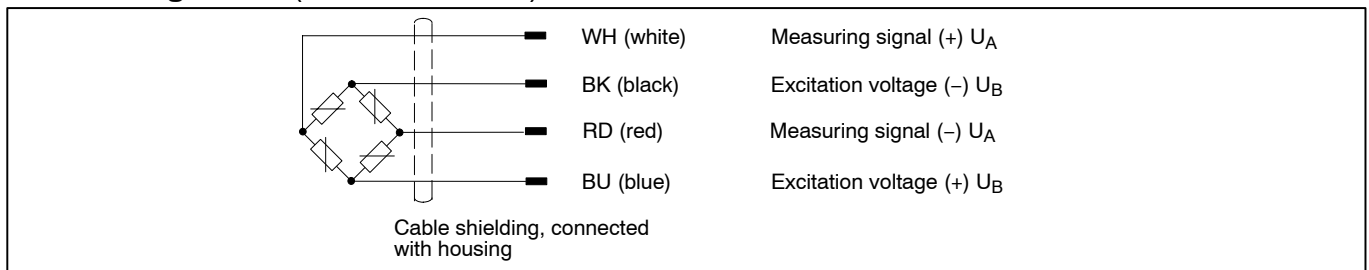 WH (white) Measuring signal (+) U_A
BK (black) Excitation voltage (−) U_B
RD (red) Measuring signal (−) U_A
BU (blue) Excitation voltage (+) U_B
Cable shielding, connected
with housing